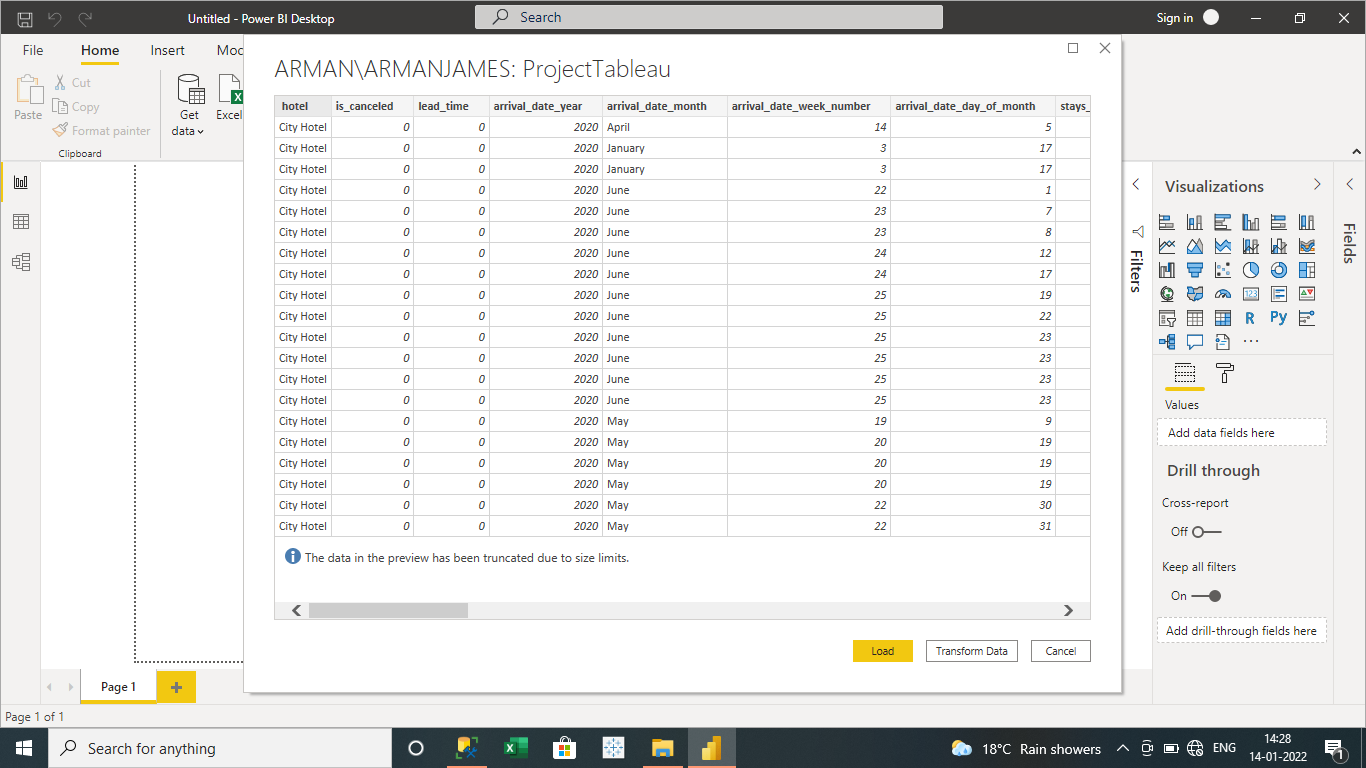 Untitled - Power BI Desktop
Search
Sign in
File Home Insert Mod
ARMAN\ARMANJAMES: ProjectTableau
Paste
Cut
Copy
Format painter
Clipboard
Get data
Excel
hotel is_canceled lead_time arrival_date_year arrival_date_month arrival_date_week_number arrival_date_day_of_month stays_
City Hotel 0 0 2020 April 14 5
City Hotel 0 0 2020 January 3 17
City Hotel 0 0 2020 January 3 17
City Hotel 0 0 2020 June 22 1
City Hotel 0 0 2020 June 23 7
City Hotel 0 0 2020 June 23 8
City Hotel 0 0 2020 June 24 12
City Hotel 0 0 2020 June 24 17
City Hotel 0 0 2020 June 25 19
City Hotel 0 0 2020 June 25 22
City Hotel 0 0 2020 June 25 23
City Hotel 0 0 2020 June 25 23
City Hotel 0 0 2020 June 25 23
City Hotel 0 0 2020 June 25 23
City Hotel 0 0 2020 May 19 9
City Hotel 0 0 2020 May 20 19
City Hotel 0 0 2020 May 20 19
City Hotel 0 0 2020 May 20 19
City Hotel 0 0 2020 May 22 30
City Hotel 0 0 2020 May 22 31
The data in the preview has been truncated due to size limits.
Load Transform Data Cancel
Filters
Visualizations
Fields
123
R Py
Values
Add data fields here
Drill through
Cross-report
Off
Keep all filters
On
Add drill-through fields here
Page 1
Page 1 of 1
Search for anything
18°C Rain showers
ENG
14:28
14-01-2022
1